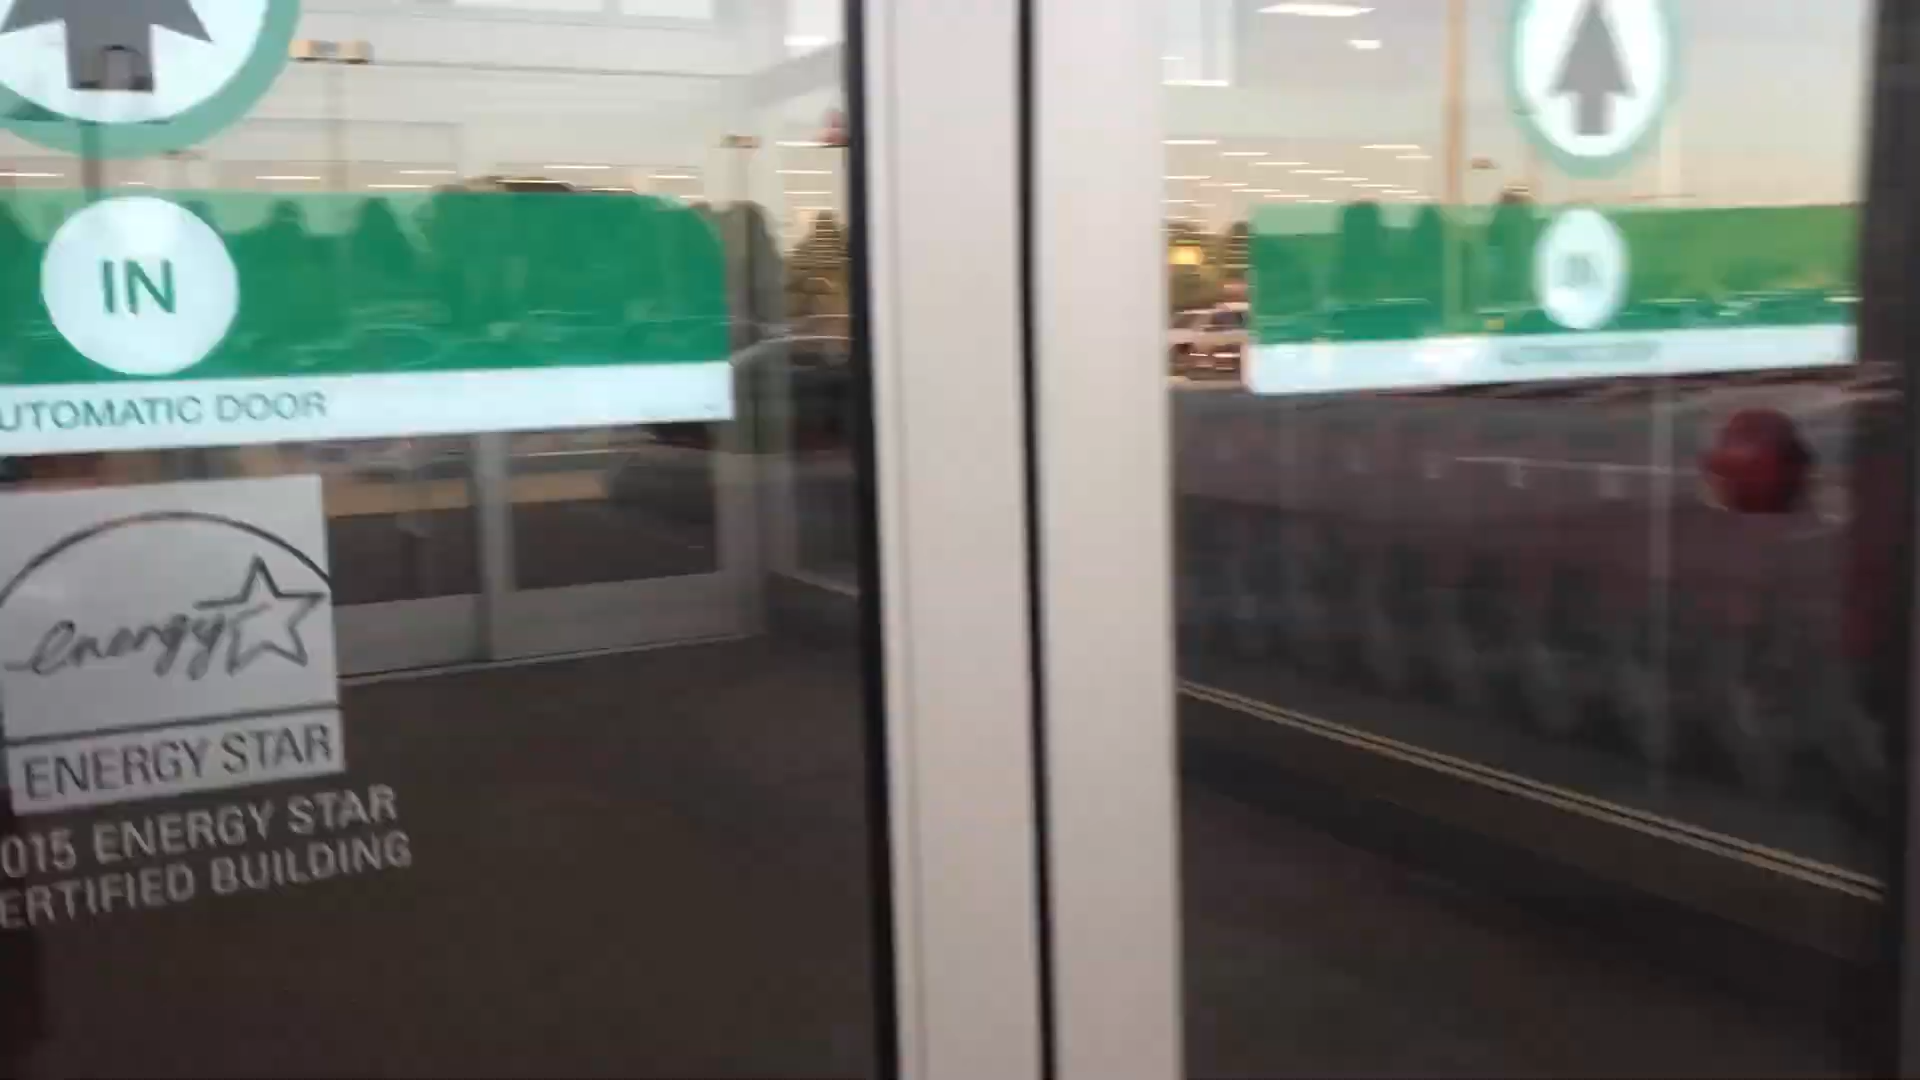 IN
UTOMATIC DOOR
energy
ENERGY STAR
015 ENERGY STAR
ERTIFIED BUILDING